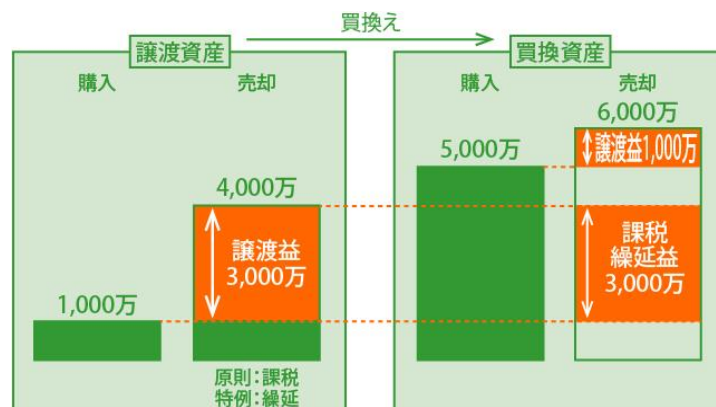 買換え
譲渡資産
購入
売却
1,000万
4,000万
譲渡益
3,000万
原則：課税
特例：繰延
買換資産
購入
売却
5,000万
6,000万
譲渡益1,000万
課税
繰延益
3,000万